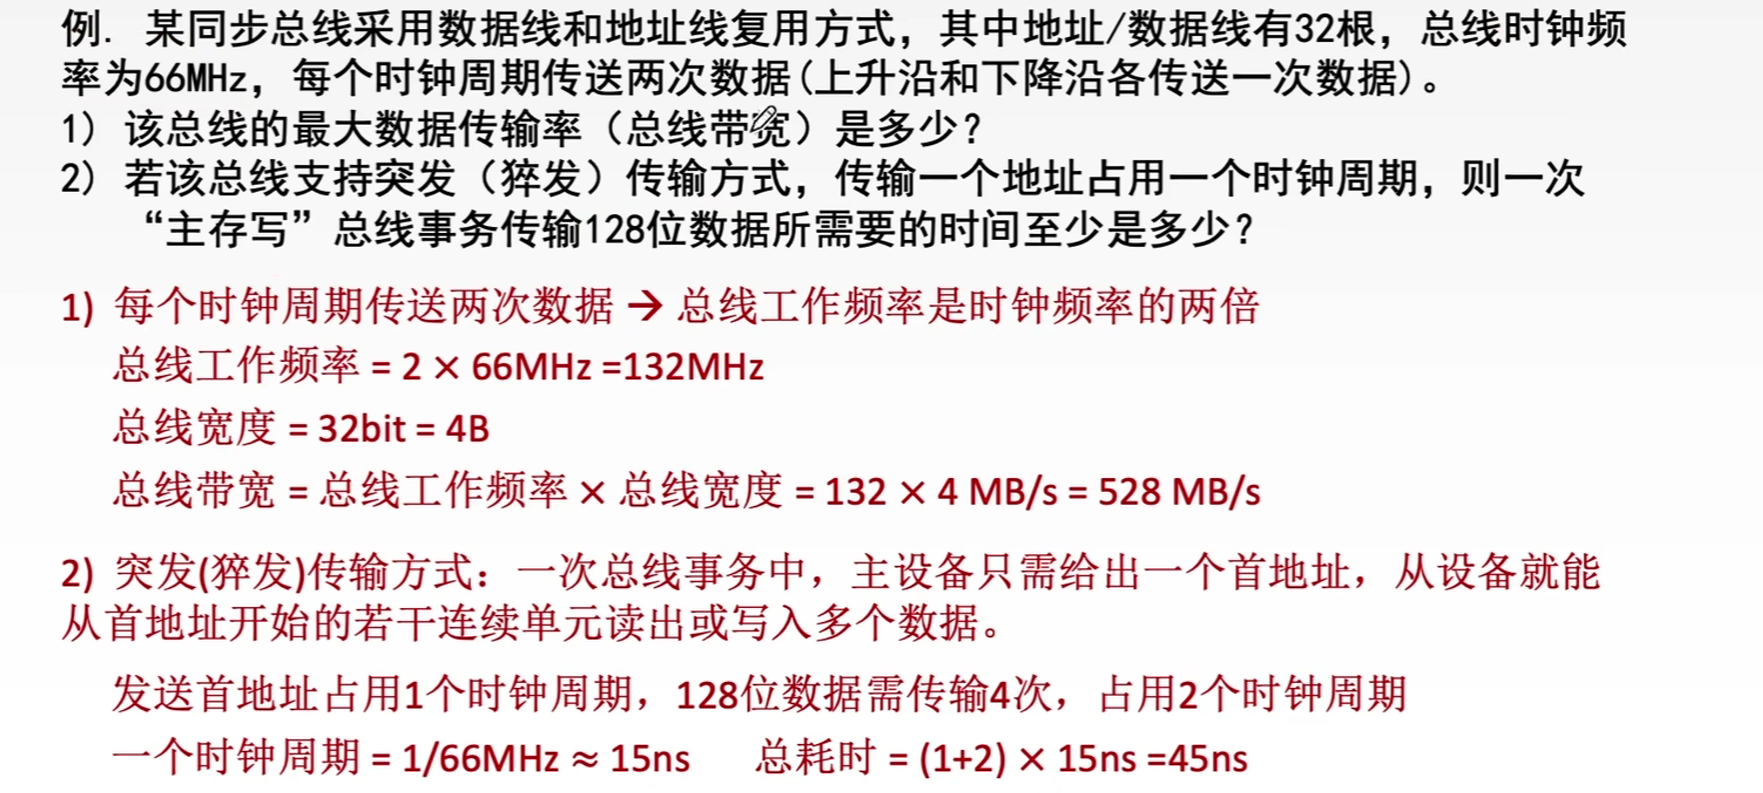 例. 某同步总线采用数据线和地址线复用方式，其中地址/数据线有32根，总线时钟频
率为66MHz，每个时钟周期传送两次数据(上升沿和下降沿各传送一次数据)。
1) 该总线的最大数据传输率（总线带宽）是多少?
2) 若该总线支持突发（猝发）传输方式，传输一个地址占用一个时钟周期，则一次
“主存写”总线事务传输128位数据所需要的时间至少是多少?
1) 每个时钟周期传送两次数据 → 总线工作频率是时钟频率的两倍
总线工作频率 = 2 × 66MHz =132MHz
总线宽度 = 32bit = 4B
总线带宽 = 总线工作频率 × 总线宽度 = 132 × 4 MB/s = 528 MB/s
2) 突发(猝发)传输方式：一次总线事务中，主设备只需给出一个首地址，从设备就能
从首地址开始的若干连续单元读出或写入多个数据。
发送首地址占用1个时钟周期，128位数据需传输4次，占用2个时钟周期
一个时钟周期 = 1/66MHz ≈ 15ns 总耗时 = (1+2) × 15ns =45ns